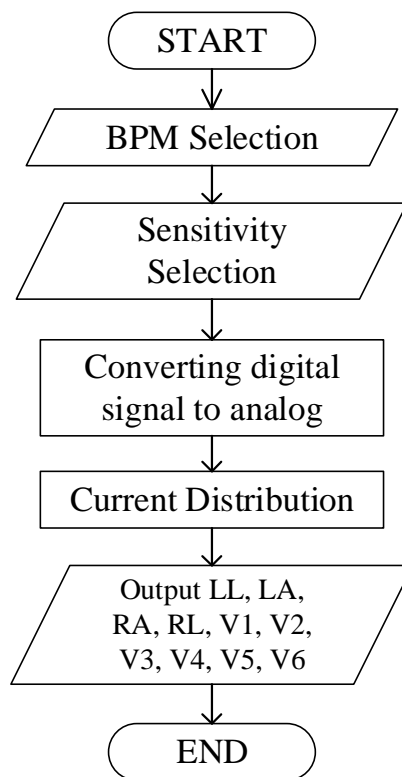 START
BPM Selection
Sensitivity
Selection
Converting digital
signal to analog
Current Distribution
Output LL, LA,
RA, RL, V1, V2,
V3, V4, V5, V6
END